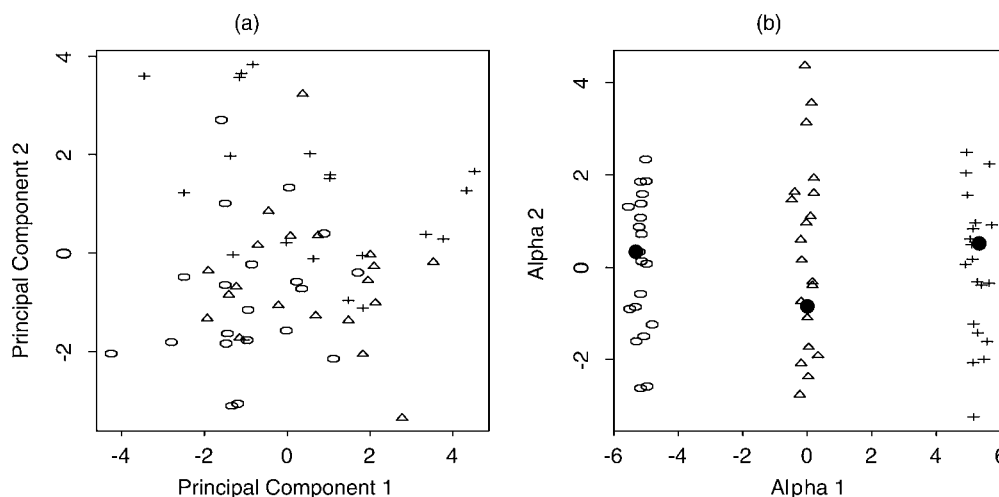 (a)
Principal Component 2
4
2
0
-2
-4 -2 0 2 4
Principal Component 1
(b)
Alpha 2
4
2
0
-2
-6 -4 -2 0 2 4 6
Alpha 1